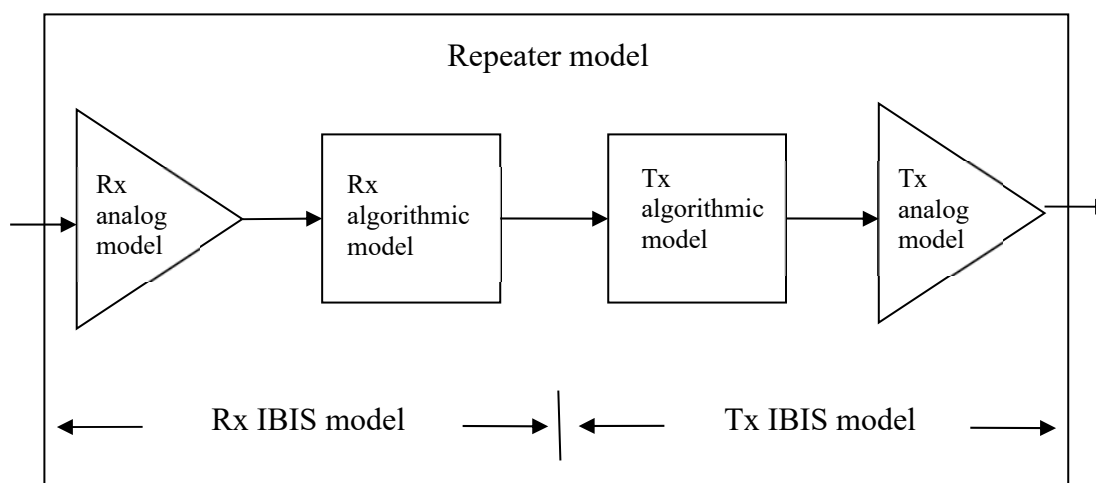 Repeater model
Rx
analog
model
Rx
algorithmic
model
Tx
algorithmic
model
Tx
analog
model
Rx IBIS model
Tx IBIS model